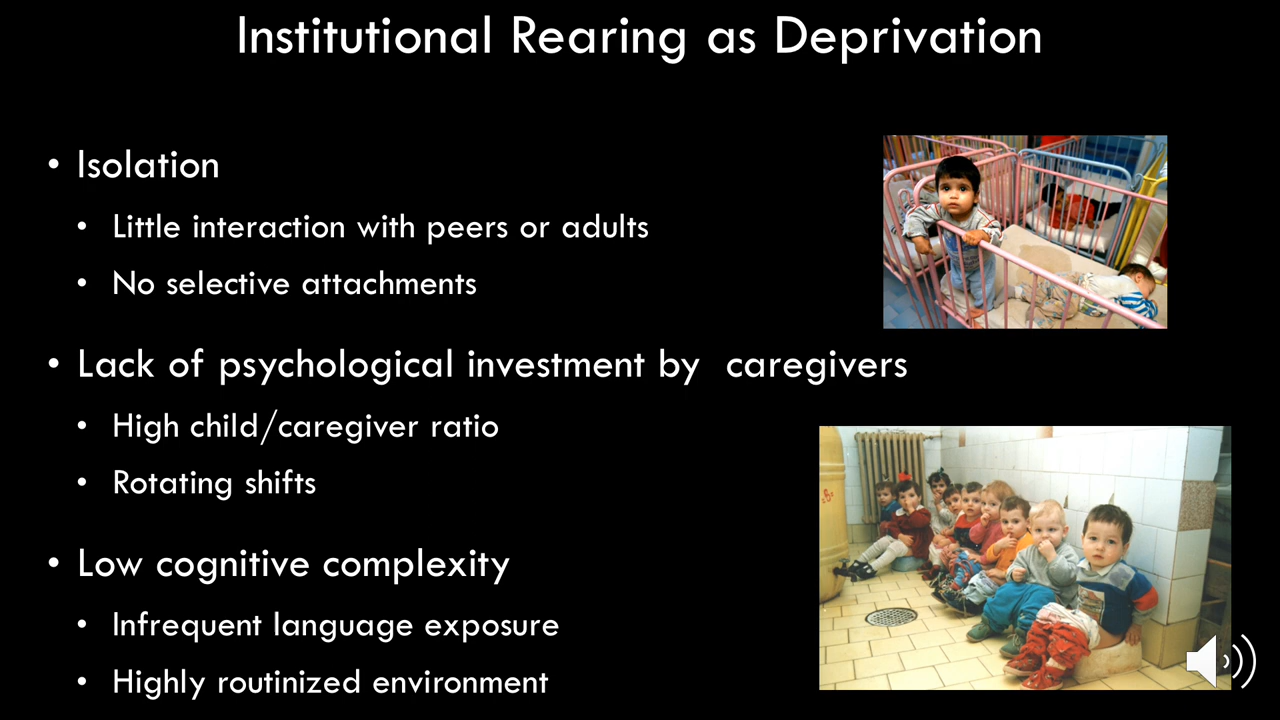 Institutional Rearing as Deprivation
• Isolation
• Little interaction with peers or adults
• No selective attachments
• Lack of psychological investment by  caregivers
• High child/caregiver ratio
• Rotating shifts
• Low cognitive complexity
• Infrequent language exposure
• Highly routinized environment